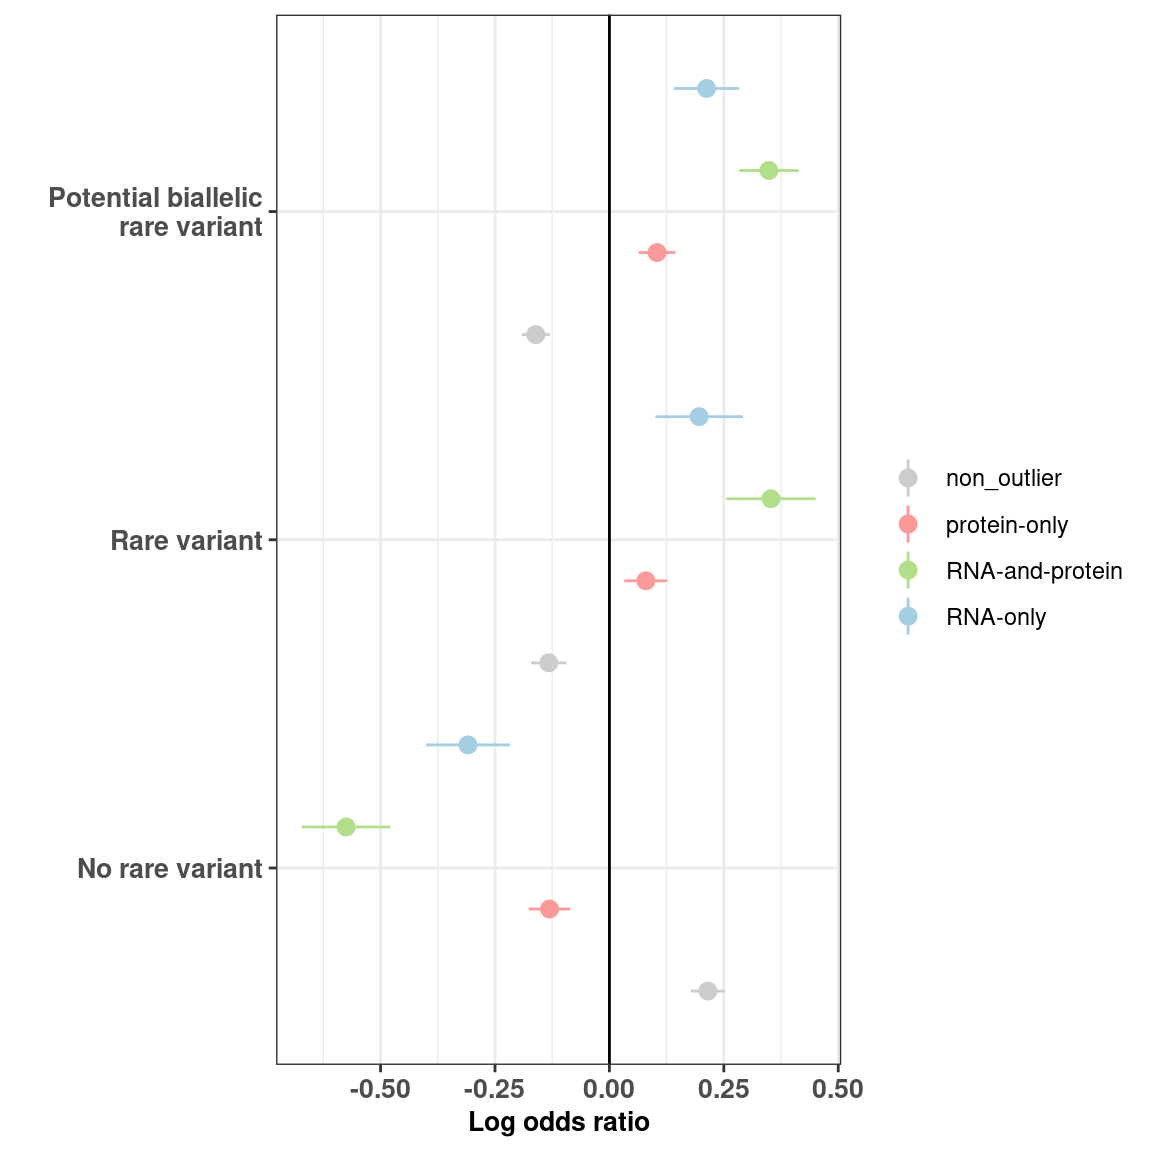 Potential biallelic
rare variant
Rare variant
No rare variant
-0.50
-0.25
0.00
0.25
0.50
Log odds ratio
non_outlier
protein-only
RNA-and-protein
RNA-only